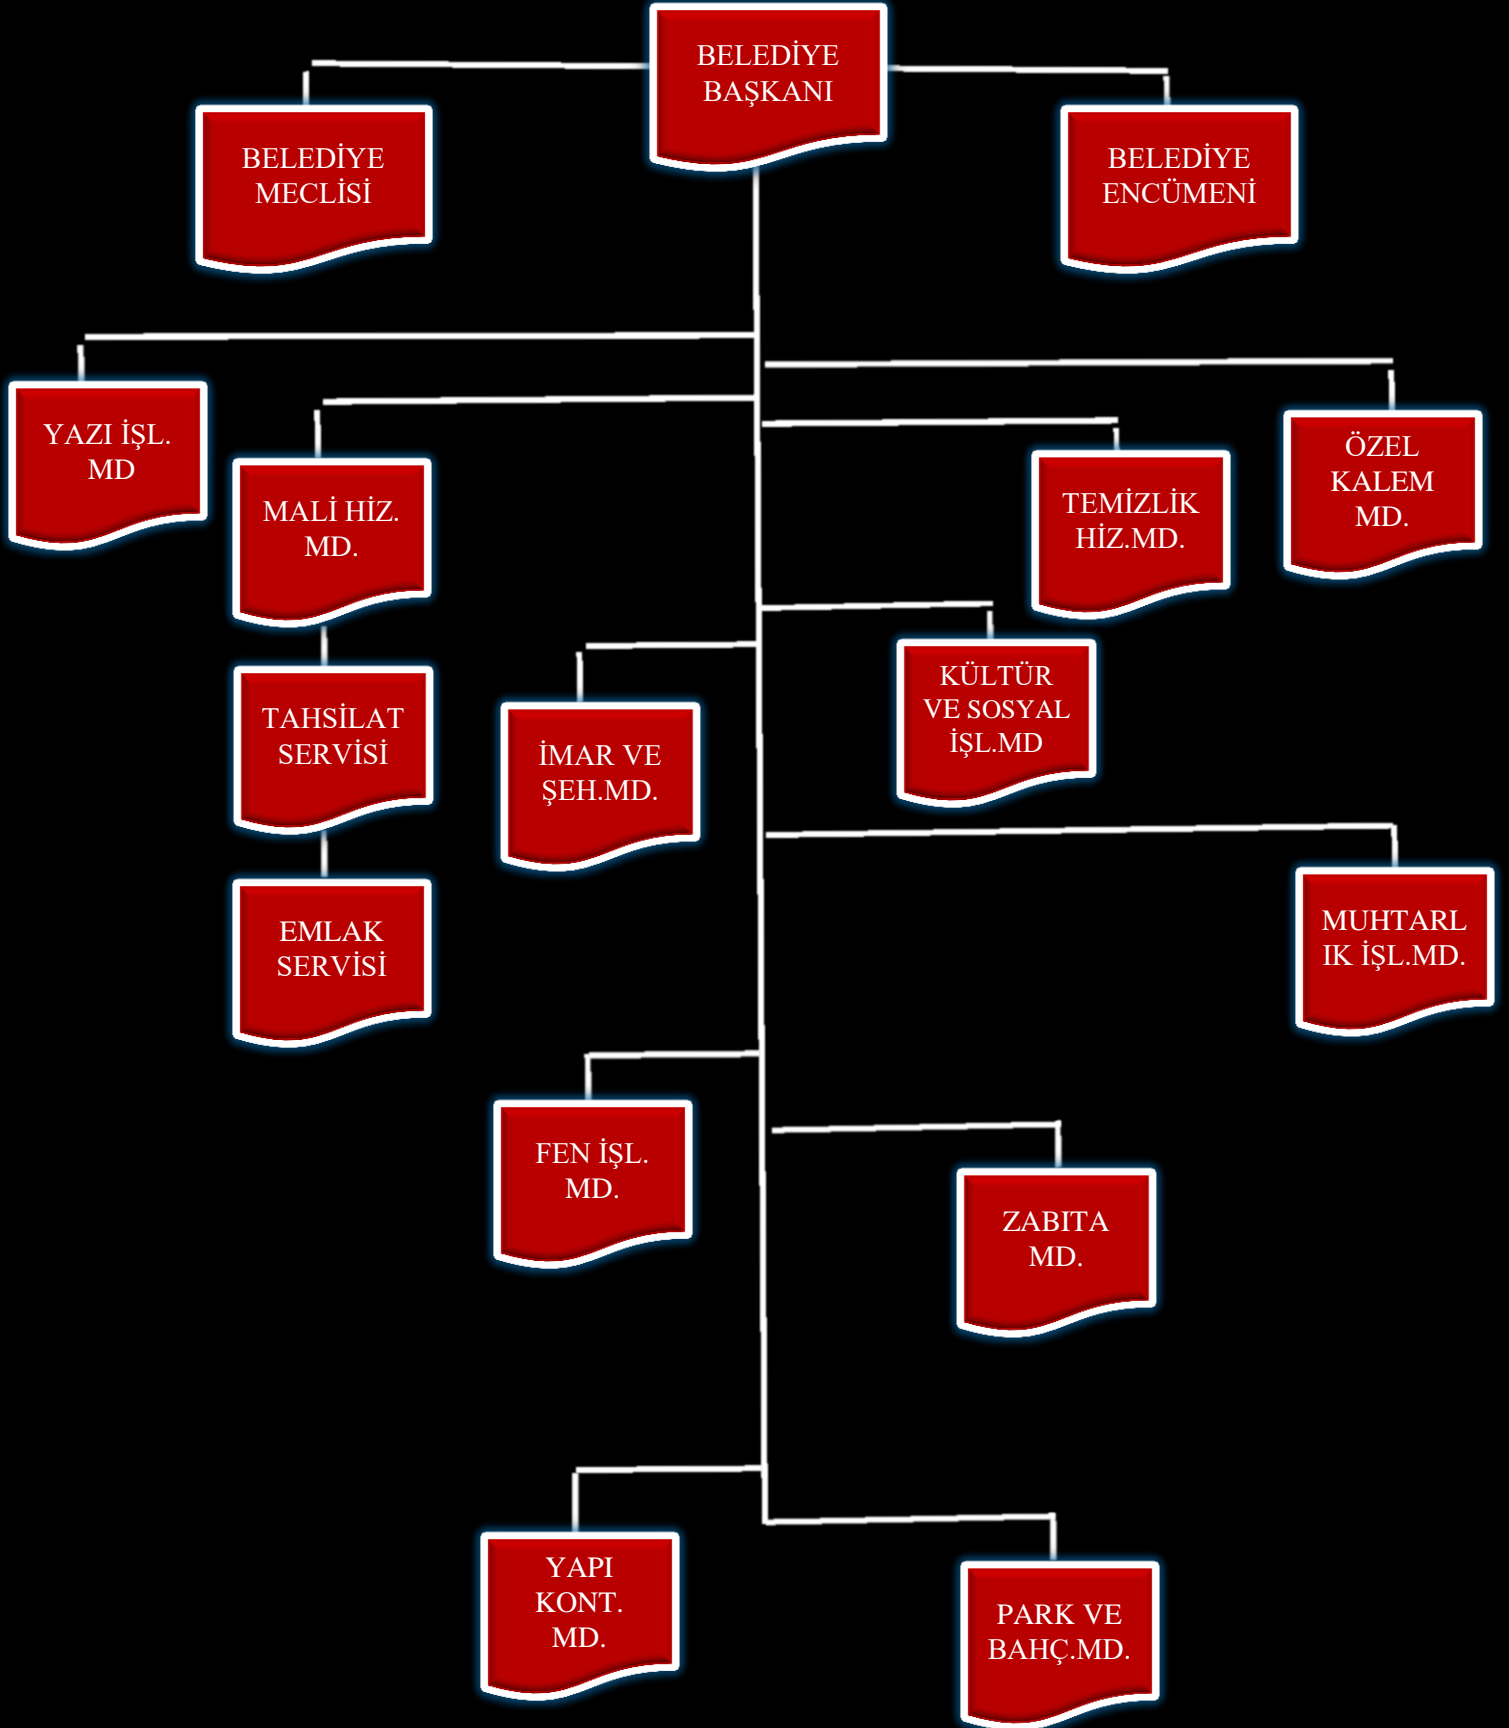 BELEDİYE
BAŞKANI
BELEDİYE
MECLİSİ
BELEDİYE
ENCÜMENİ
YAZI İŞL.
MD
MALİ HİZ.
MD.
TEMİZLİK
HİZ.MD.
ÖZEL
KALEM
MD.
TAHSİLAT
SERVİSİ
İMAR VE
ŞEH.MD.
KÜLTÜR
VE SOSYAL
İŞL.MD
EMLAK
SERVİSİ
MUHTARL
IK İŞL.MD.
FEN İŞL.
MD.
ZABITA
MD.
YAPI
KONT.
MD.
PARK VE
BAHÇ.MD.